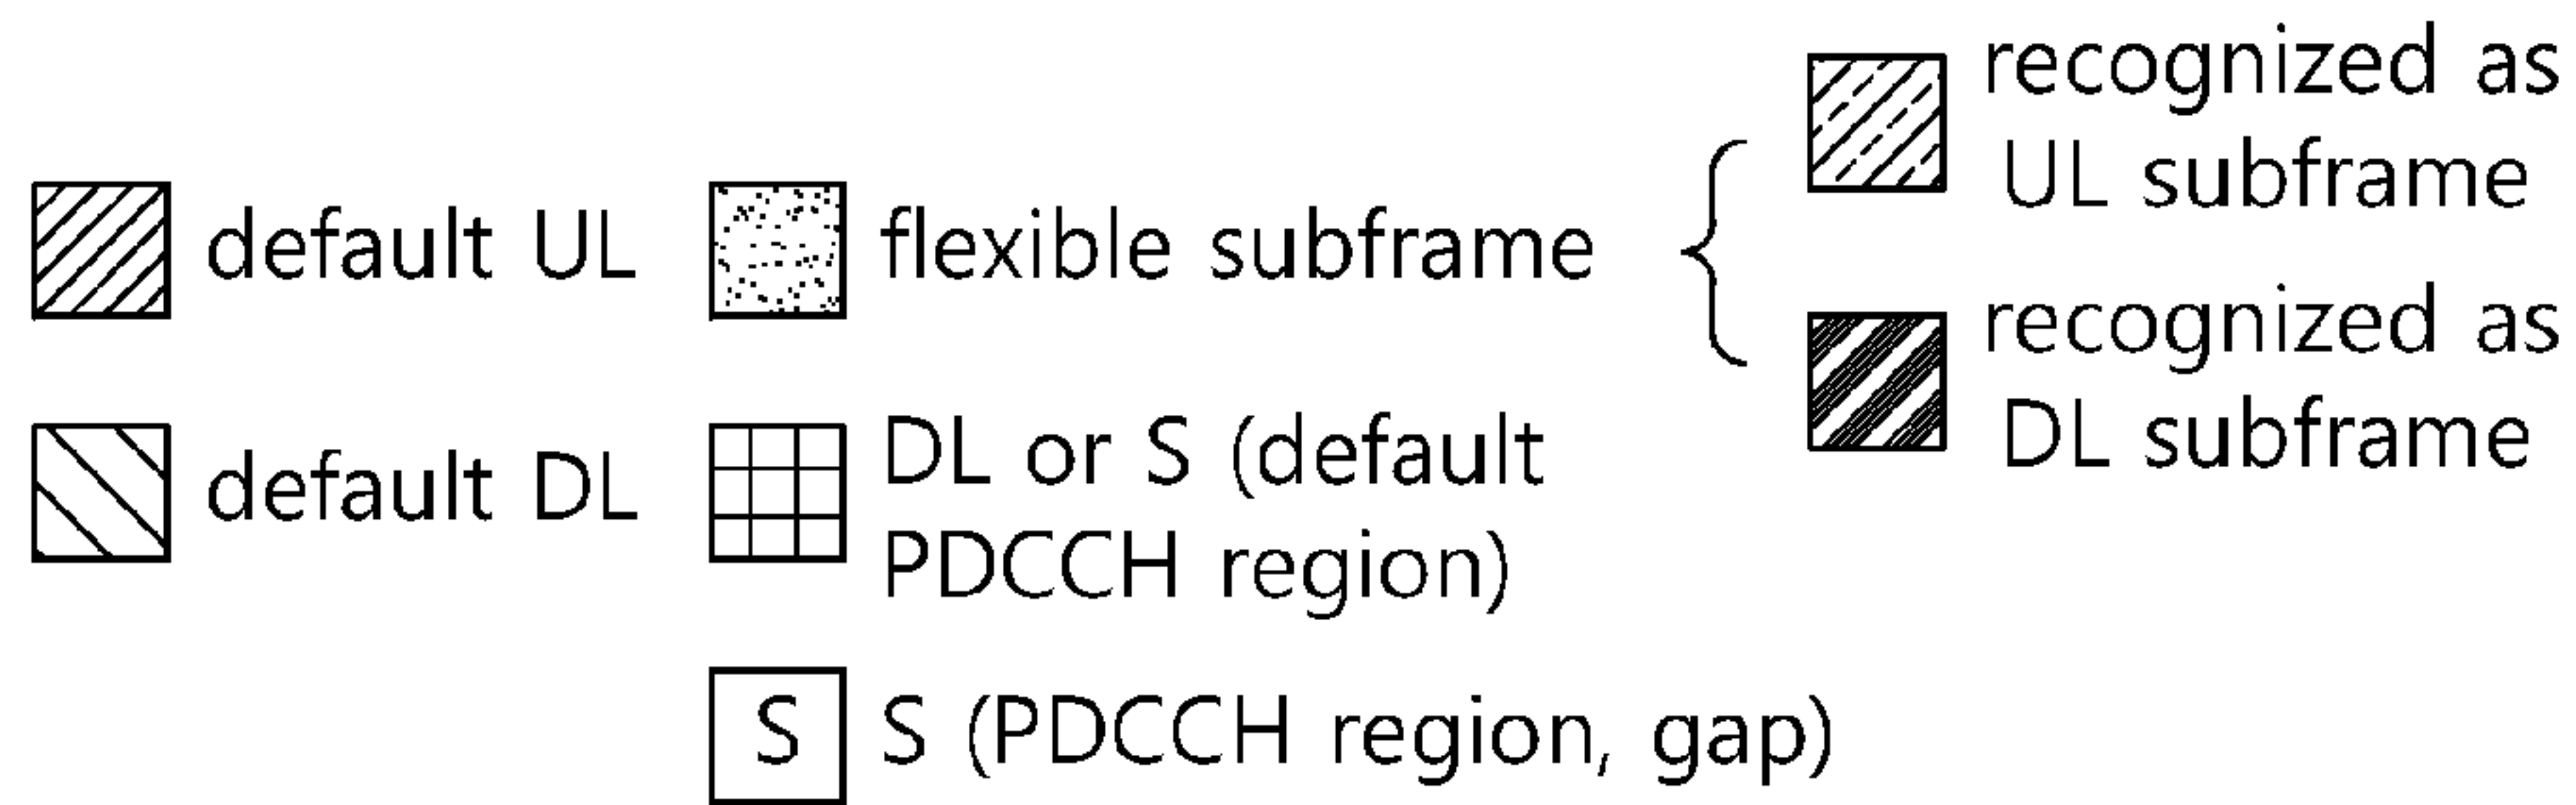 default UL
default DL
flexible subframe
DL or S (default
PDCCH region)
S
S (PDCCH region, gap)
recognized as
UL subframe
recognized as
DL subframe